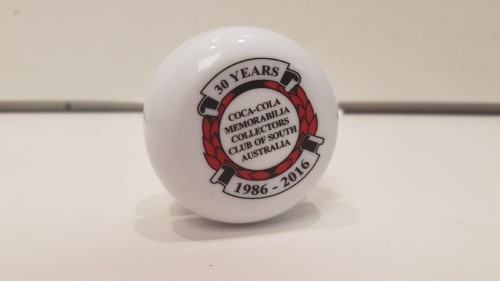 30 YEARS
COCA-COLA
MEMORABILIA
COLLECTORS
CLUB OF SOUTH
AUSTRALIA
1986 - 2016